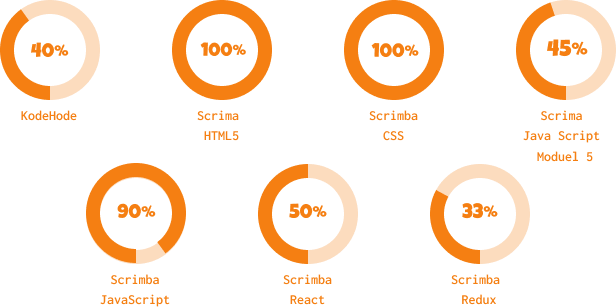 40%
KodeHode
100%
Scrima
HTML5
100%
Scrimba
CSS
45%
Scrima
Java Script
Moduel 5
90%
Scrimba
JavaScript
50%
Scrimba
React
33%
Scrimba
Redux